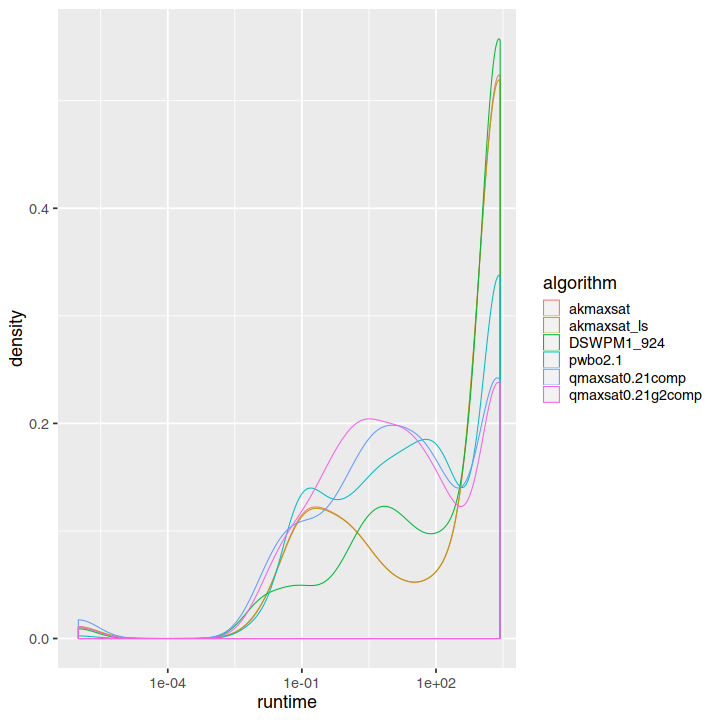 density
0.4
0.2
0.0
1e-04
1e-01
1e+02
runtime
algorithm
akmaxsat
akmaxsat_ls
DSWPM1_924
pwbo2.1
qmaxsat0.21comp
qmaxsat0.21g2comp